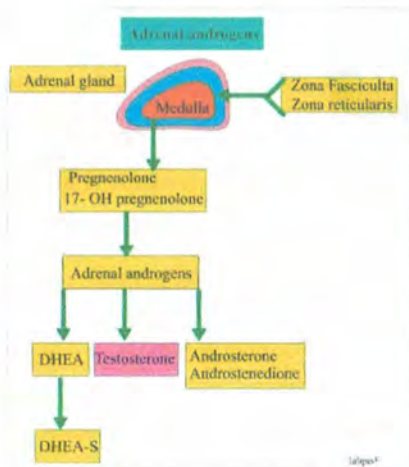 Adrenal androgens
Adrenal gland
Medulla
Zona Fasciculta
Zona reticularis
Pregnenolone
17- OH pregnenolone
Adrenal androgens
DHEA
Testosterone
Androsterone
Androstenedione
DHEA-S